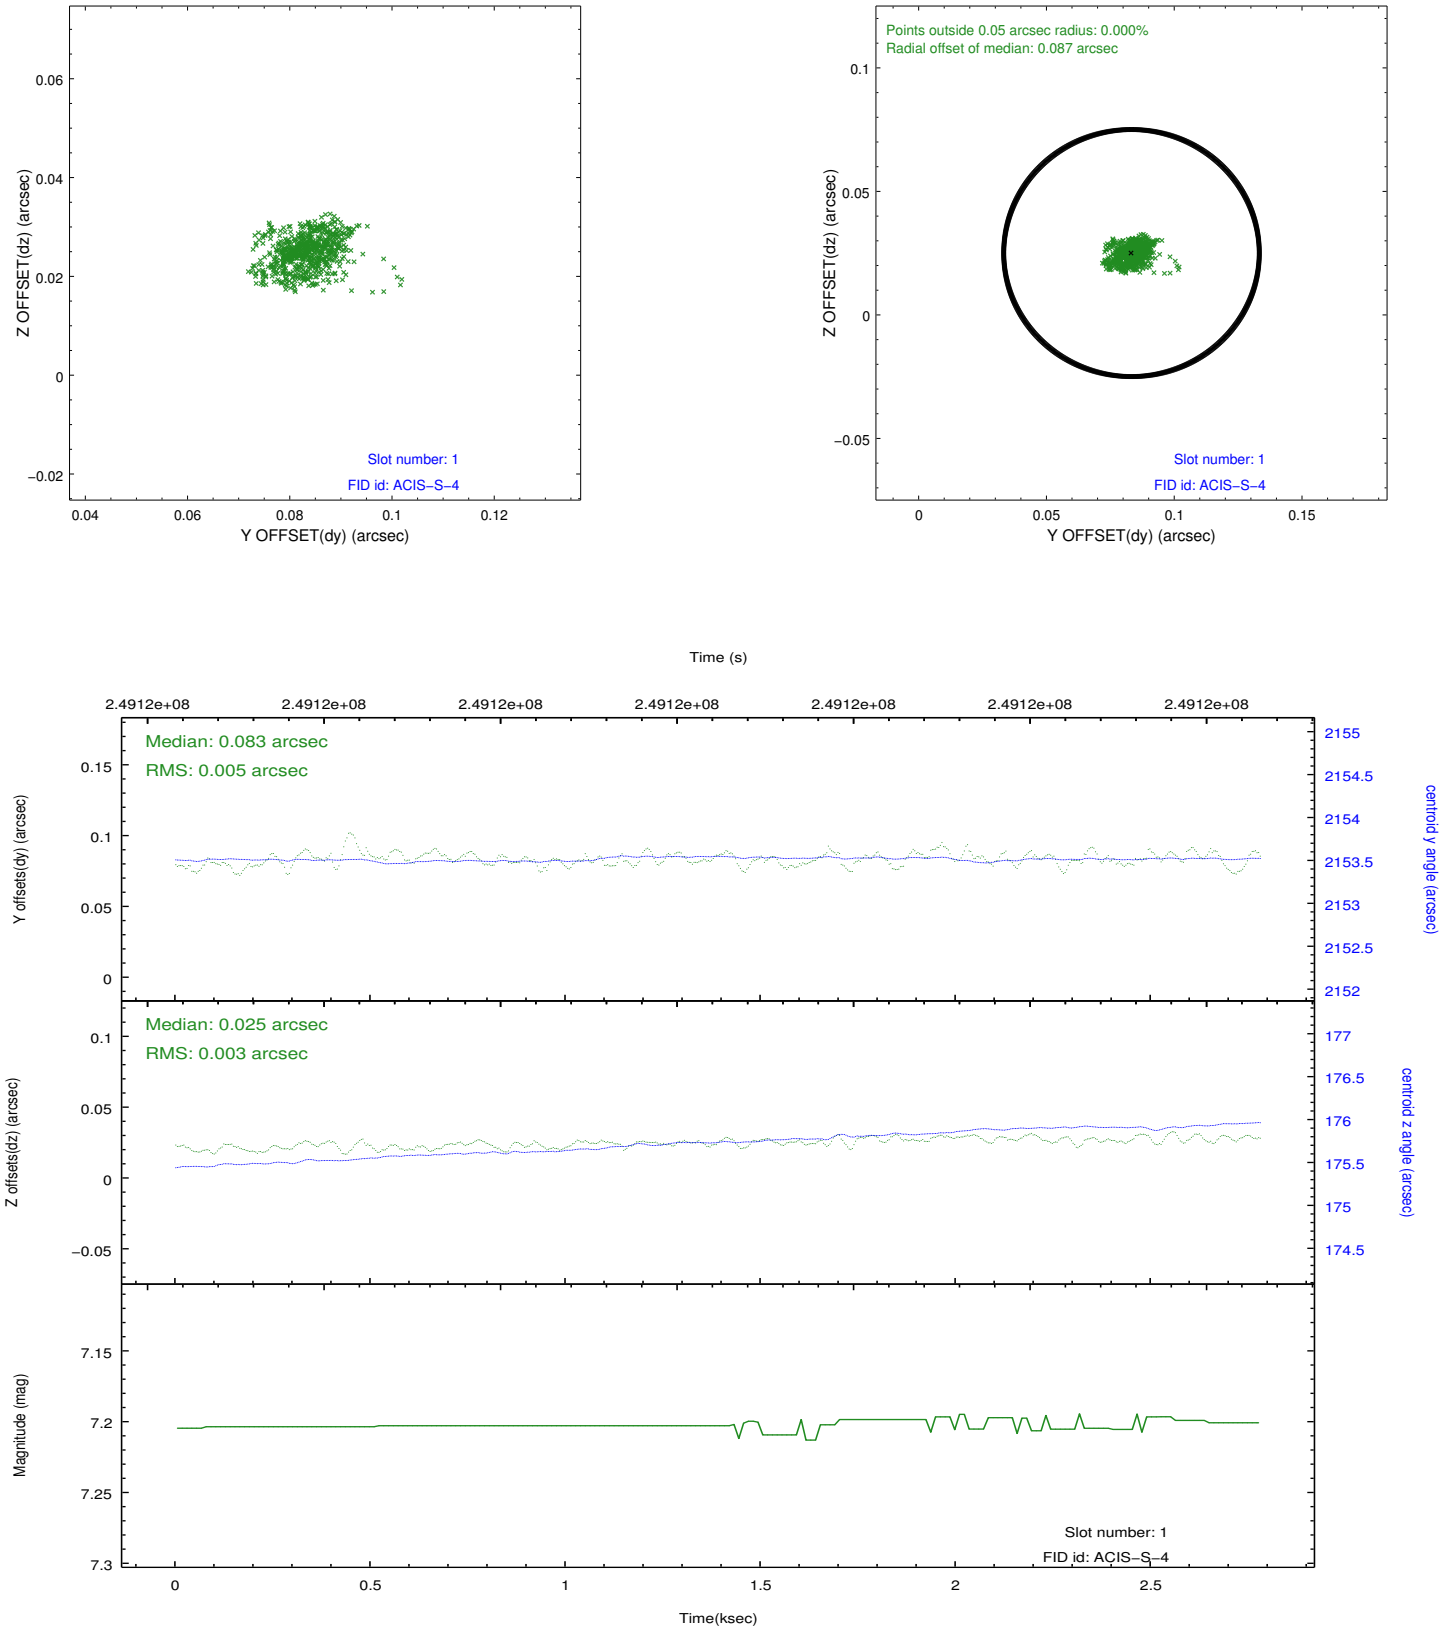 0.06
0.04
0.02
0
−0.02
Z OFFSET(dz) (arcsec)
Slot number: 1
FID id: ACIS−S−4
0.04 0.06 0.08 0.1 0.12
Y OFFSET(dy) (arcsec)
Points outside 0.05 arcsec radius: 0.000%
Radial offset of median: 0.087 arcsec
0.1
0.05
0
−0.05
Z OFFSET(dz) (arcsec)
Slot number: 1
FID id: ACIS−S−4
0 0.05 0.1 0.15
Y OFFSET(dy) (arcsec)
Time (s)
2.4912e+08 2.4912e+08 2.4912e+08 2.4912e+08 2.4912e+08 2.4912e+08 2.4912e+08
Median: 0.083 arcsec
RMS: 0.005 arcsec
0.15
0.1
0.05
0
Y offsets(dy) (arcsec)
2155
2154.5
2154
2153.5
2153
2152.5
2152
centroid y angle (arcsec)
Median: 0.025 arcsec
RMS: 0.003 arcsec
0.1
0.05
0
−0.05
Z offsets(dz) (arcsec)
177
176.5
176
175.5
175
174.5
centroid z angle (arcsec)
7.15
7.2
7.25
7.3
Magnitude (mag)
Slot number: 1
FID id: ACIS−S−4
0 0.5 1 1.5 2 2.5
Time(ksec)